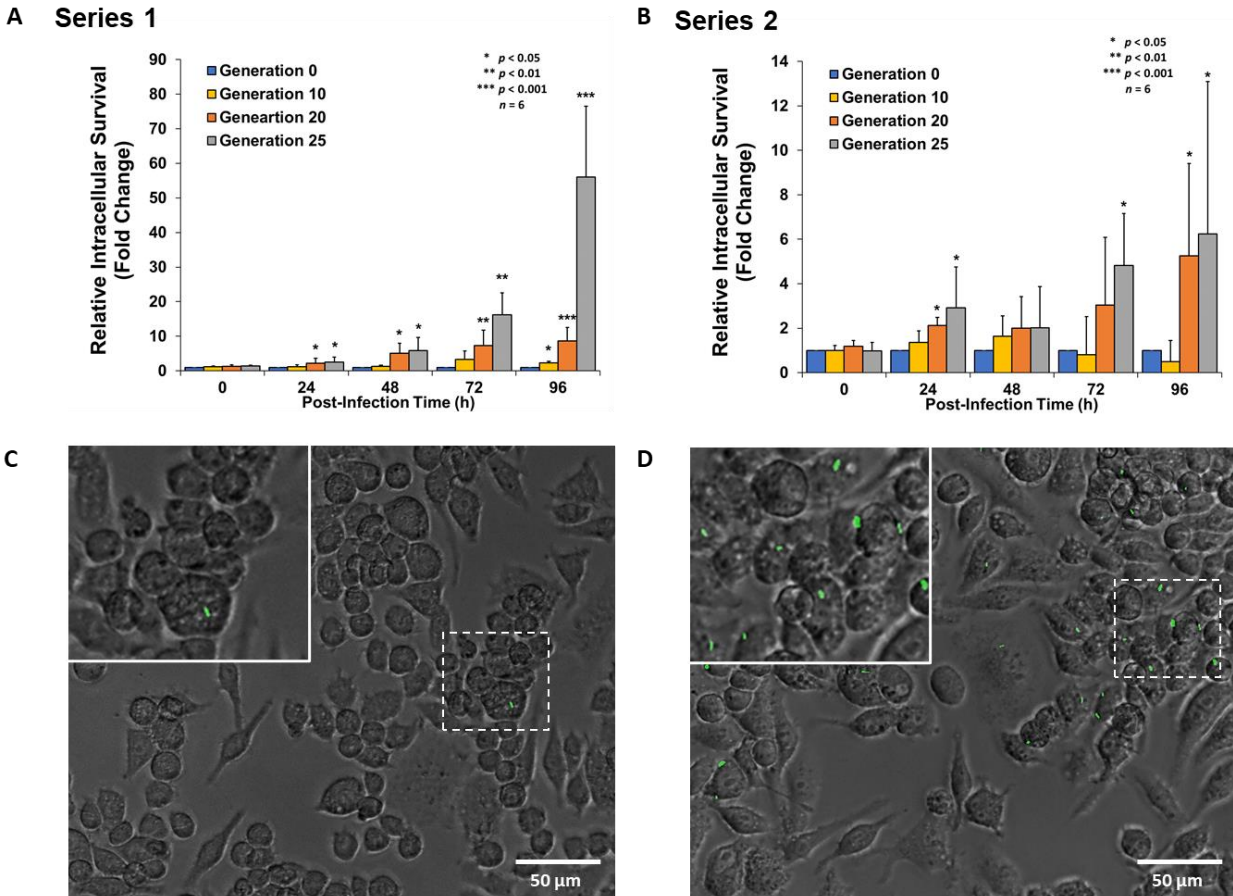 A Series 1
Relative Intracellular Survival
(Fold Change)
90
80
70
60
50
40
30
20
10
0
Generation 0
Generation 10
Geneartion 20
Generation 25
* p < 0.05
** p < 0.01
*** p < 0.001
n = 6
* *
* *
** **
* *** ***
0 24 48 72 96
Post-Infection Time (h)
B Series 2
Relative Intracellular Survival
(Fold Change)
14
12
10
8
6
4
2
0
Generation 0
Generation 10
Generation 20
Generation 25
* p < 0.05
** p < 0.01
*** p < 0.001
n = 6
* *
*
* *
0 24 48 72 96
Post-Infection Time (h)
C
50 µm
D
50 µm